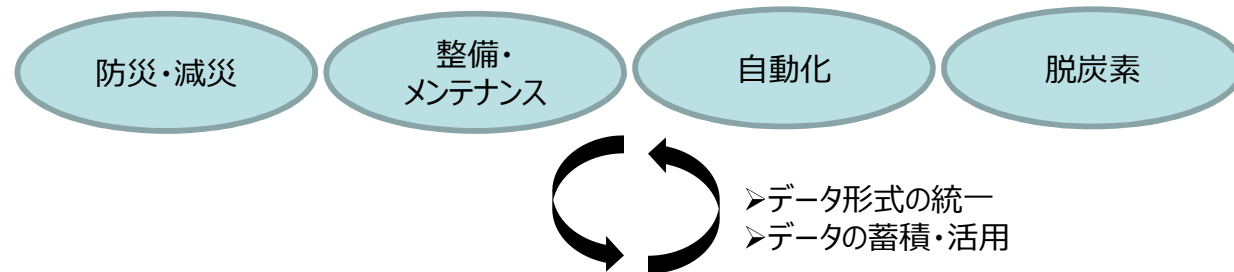 防災・減災
整備・
メンテナンス
自動化
脱炭素
➢データ形式の統一
➢データの蓄積・活用